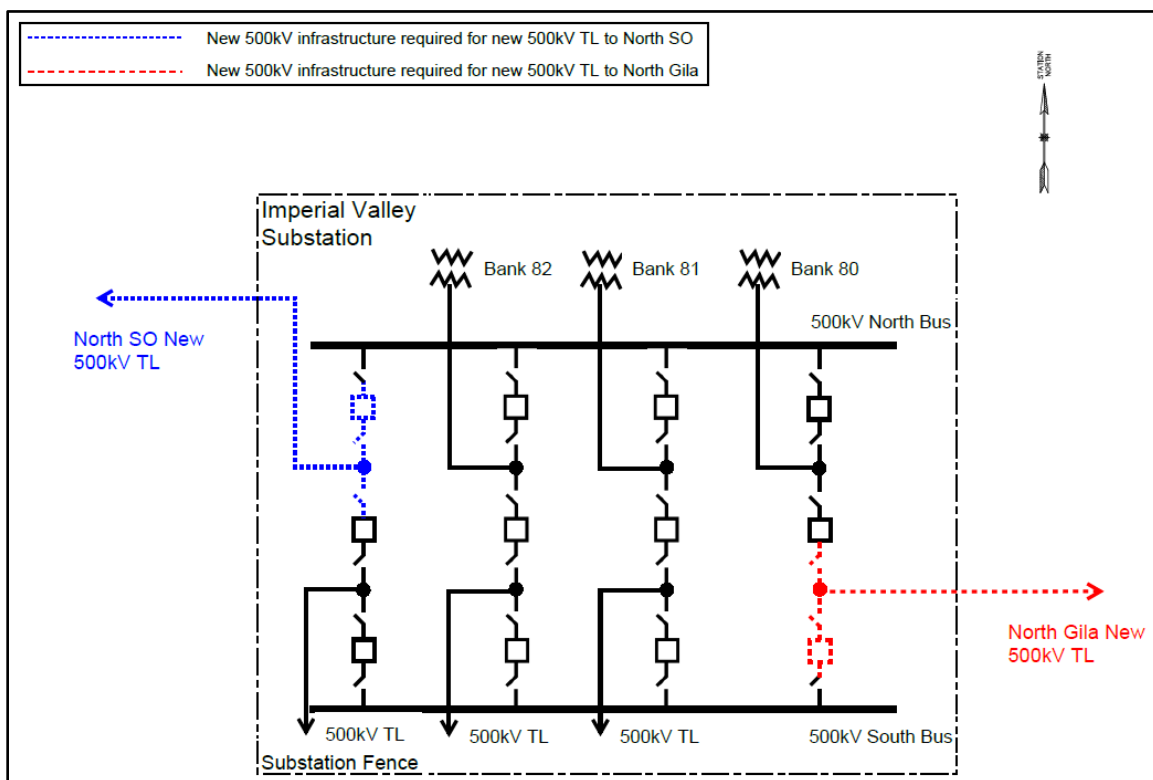 New 500kV infrastructure required for new 500kV TL to North SO
New 500kV infrastructure required for new 500kV TL to North Gila
STATION
NORTH
Imperial Valley
Substation
Bank 82
Bank 81
Bank 80
500kV North Bus
North SO New
500kV TL
North Gila New
500kV TL
500kV TL
500kV TL
500kV TL
500kV South Bus
Substation Fence